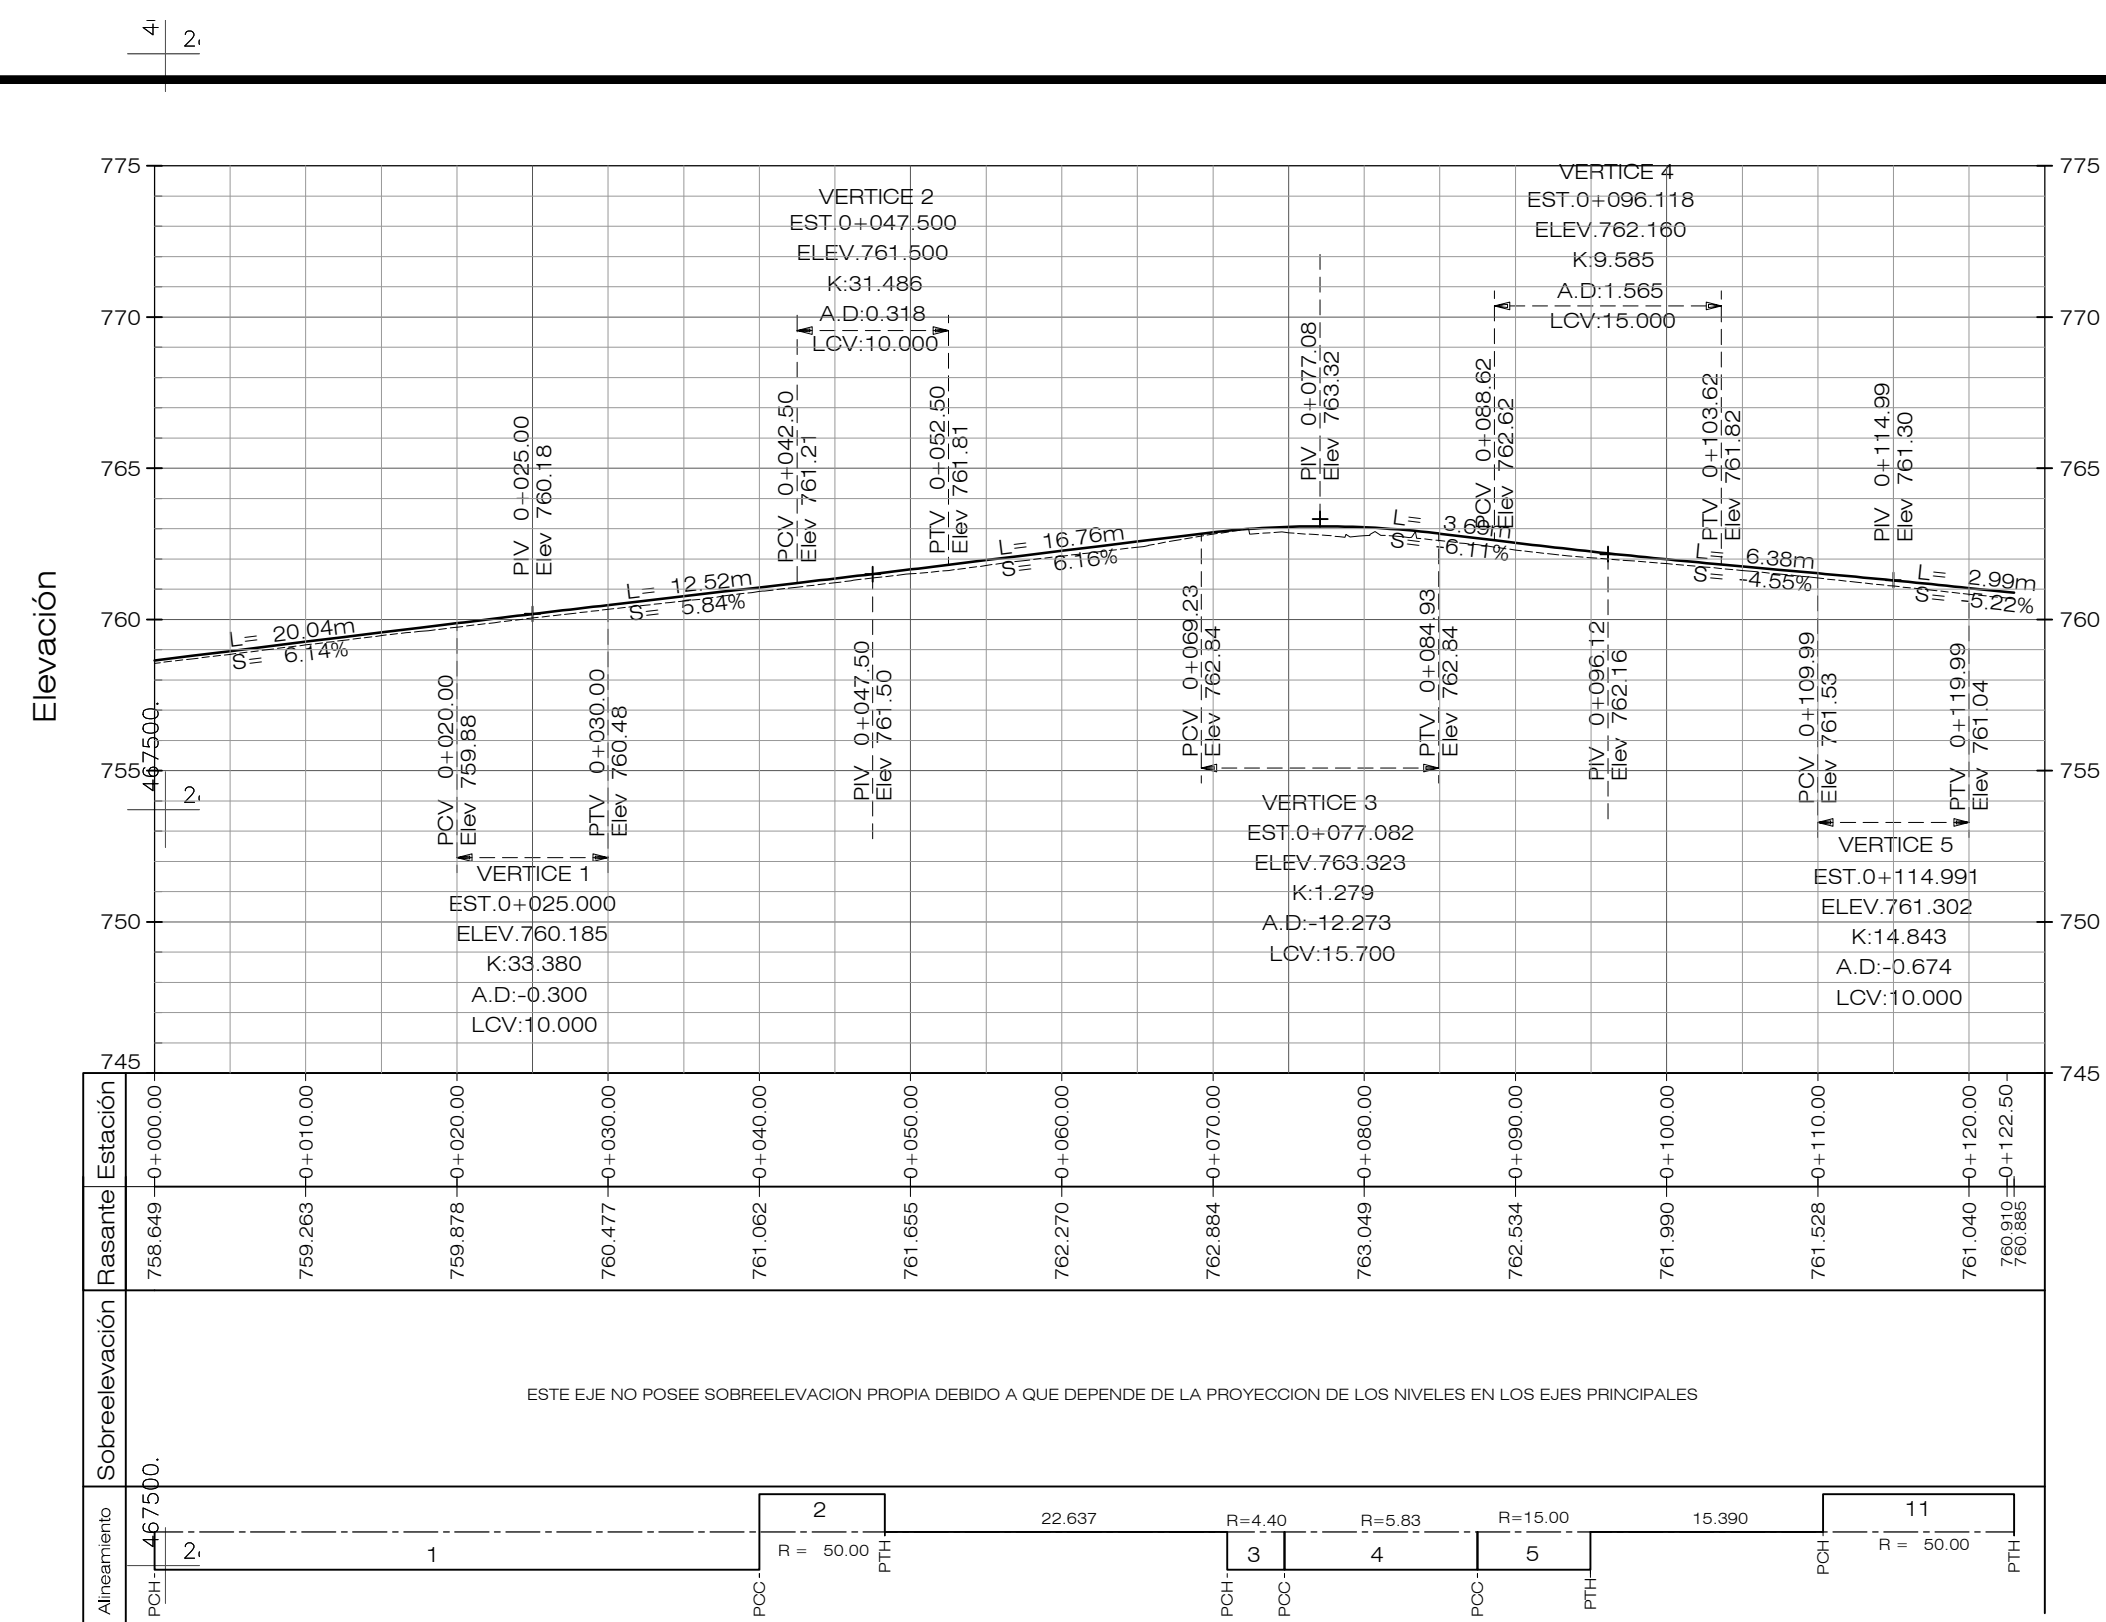 775
770
765
760
755
750
745
775
770
765
760
755
750
745
Elevación
467500.
VERTICE 2
EST.0+047.500
ELEV.761.500
K:31.486
A.D:0.318
LCV:10.000
VERTICE 4
EST.0+096.118
ELEV.762.160
K:9.585
A.D:1.565
LCV:15.000
PIV 0+025.00
Elev 760.18
PCV 0+042.50
Elev 761.21
PTV 0+052.50
Elev 761.81
PIV 0+077.08
Elev 763.32
PCV 0+088.62
Elev 762.62
PTV 0+103.62
Elev 761.82
PIV 0+114.99
Elev 761.30
L= 20.04m
S= 6.14%
L= 12.52m
S= 5.84%
L= 16.76m
S= 6.16%
L= 3.69m
S= -6.11%
L= 6.38m
S= -4.55%
L= 2.99m
S= -5.22%
PCV 0+020.00
Elev 759.88
PTV 0+030.00
Elev 760.48
PIV 0+047.50
Elev 761.50
PCV 0+069.23
Elev 762.84
PTV 0+084.93
Elev 762.84
PIV 0+096.12
Elev 762.16
PCV 0+109.99
Elev 761.53
PTV 0+119.99
Elev 761.04
VERTICE 1
EST.0+025.000
ELEV.760.185
K:33.380
A.D:-0.300
LCV:10.000
VERTICE 3
EST.0+077.082
ELEV.763.323
K:1.279
A.D:-12.273
LCV:15.700
VERTICE 5
EST.0+114.991
ELEV.761.302
K:14.843
A.D:-0.674
LCV:10.000
Estación
0+000.00
0+010.00
0+020.00
0+030.00
0+040.00
0+050.00
0+060.00
0+070.00
0+080.00
0+090.00
0+100.00
0+110.00
0+120.00
0+122.50
Rasante
758.649
759.263
759.878
760.477
761.062
761.655
762.270
762.884
763.049
762.534
761.990
761.528
761.040
760.910
760.885
Sobreelevación
ESTE EJE NO POSEE SOBREELEVACION PROPIA DEBIDO A QUE DEPENDE DE LA PROYECCION DE LOS NIVELES EN LOS EJES PRINCIPALES
467500.
Alineamiento
PCH
1
PCC
2
R = 50.00
PTH
22.637
PCH
R=4.40
3
PCC
R=5.83
4
PCC
R=15.00
5
PTH
15.390
PCH
11
R = 50.00
PTH